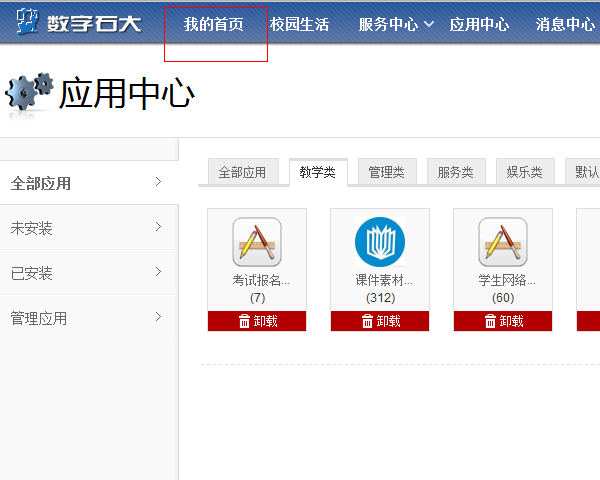 数字石大 我的首页 校园生活 服务中心 应用中心 消息中心
应用中心
全部应用 教学类 管理类 服务类 娱乐类 默认
全部应用
未安装
已安装
管理应用
考试报名... 课件素材... 学生网络...
(7) (312) (60)
卸载 卸载 卸载